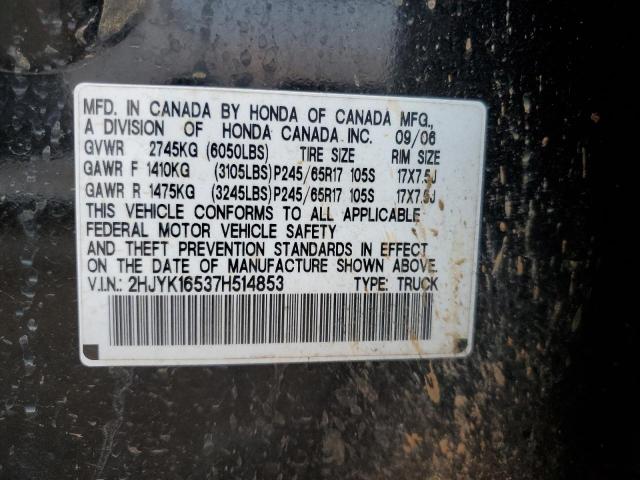 MFD. IN CANADA BY HONDA OF CANADA MFG.,
A DIVISION OF HONDA CANADA INC. 09/06
GVWR 2745KG (6050LBS) TIRE SIZE RIM SIZE
GAWR F 1410KG (3105LBS) P245/65R17 105S 17X7.5J
GAWR R 1475KG (3245LBS) P245/65R17 105S 17X7.5J
THIS VEHICLE CONFORMS TO ALL APPLICABLE
FEDERAL MOTOR VEHICLE SAFETY
AND THEFT PREVENTION STANDARDS IN EFFECT
ON THE DATE OF MANUFACTURE SHOWN ABOVE.
V.I.N.: 2HJYK16537H514853 TYPE: TRUCK